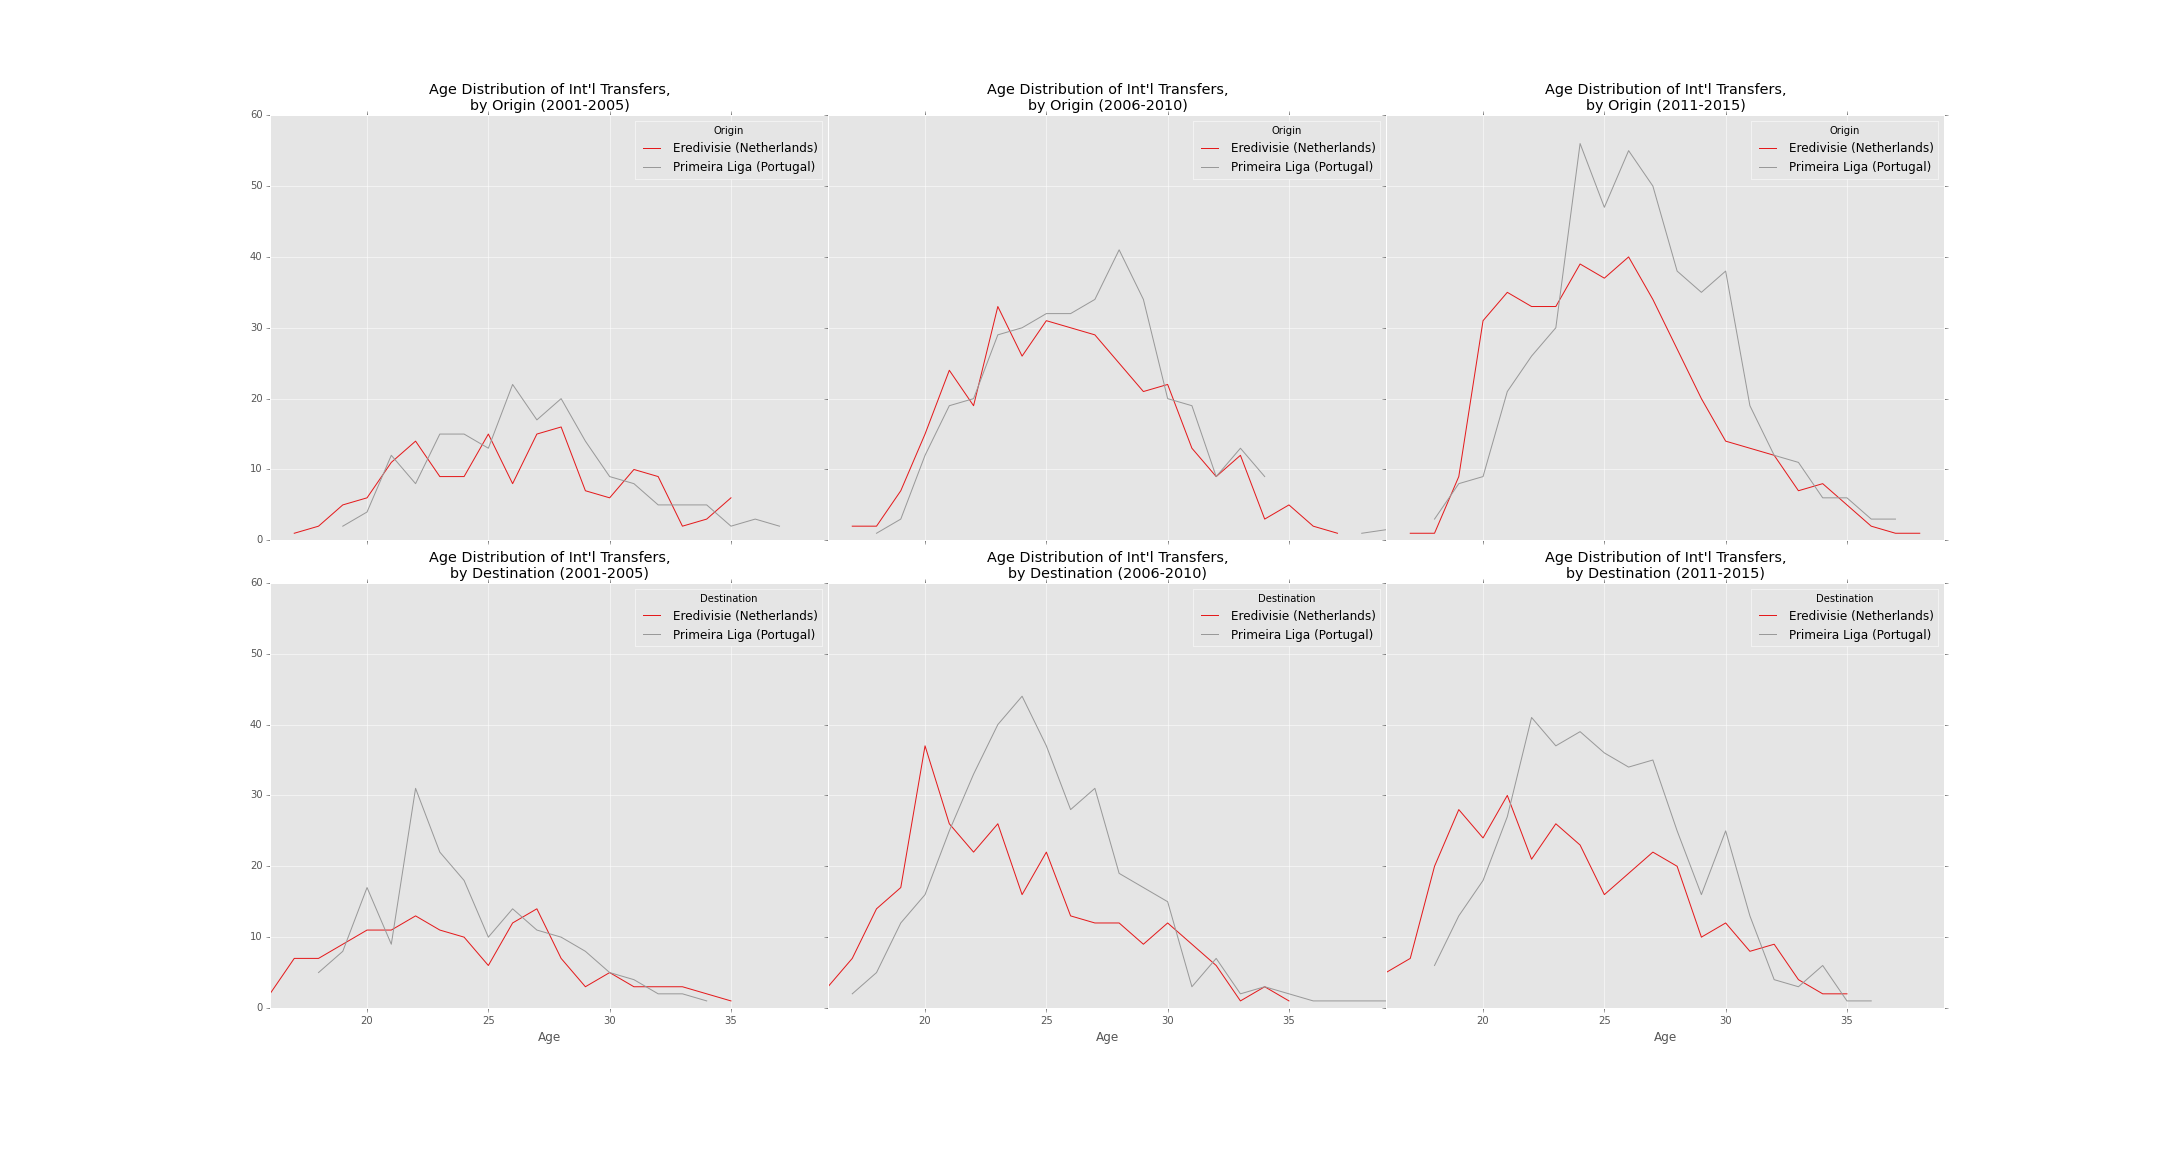 Age Distribution of Int'l Transfers,
by Origin (2001-2005)
Age Distribution of Int'l Transfers,
by Origin (2006-2010)
Age Distribution of Int'l Transfers,
by Origin (2011-2015)
60
50
40
30
20
10
0
Origin
Eredivisie (Netherlands)
Primeira Liga (Portugal)
Origin
Eredivisie (Netherlands)
Primeira Liga (Portugal)
Origin
Eredivisie (Netherlands)
Primeira Liga (Portugal)
Age Distribution of Int'l Transfers,
by Destination (2001-2005)
Age Distribution of Int'l Transfers,
by Destination (2006-2010)
Age Distribution of Int'l Transfers,
by Destination (2011-2015)
60
50
40
30
20
10
0
Destination
Eredivisie (Netherlands)
Primeira Liga (Portugal)
Destination
Eredivisie (Netherlands)
Primeira Liga (Portugal)
Destination
Eredivisie (Netherlands)
Primeira Liga (Portugal)
20 25 30 35
Age
20 25 30 35
Age
20 25 30 35
Age